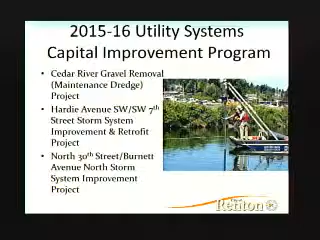 2015-16 Utility Systems
Capital Improvement Program
• Cedar River Gravel Removal
(Maintenance Dredge)
Project
• Hardie Avenue SW/SW 7th
Street Storm System
Improvement & Retrofit
Project
• North 30th Street/Burnett
Avenue North Storm
System Improvement
Project
Renton